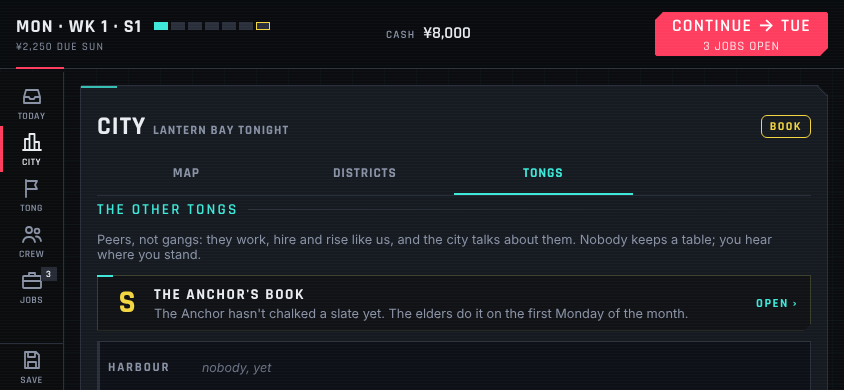 MON · WK 1 · S1
¥2,250 DUE SUN
CASH ¥8,000
CONTINUE → TUE
3 JOBS OPEN
TODAY
CITY
TONG
CREW
3
JOBS
SAVE
CITY LANTERN BAY TONIGHT
BOOK
MAP DISTRICTS TONGS
THE OTHER TONGS
Peers, not gangs: they work, hire and rise like us, and the city talks about them. Nobody keeps a table; you hear
where you stand.
S
THE ANCHOR'S BOOK
The Anchor hasn't chalked a slate yet. The elders do it on the first Monday of the month.
OPEN ›
HARBOUR nobody, yet